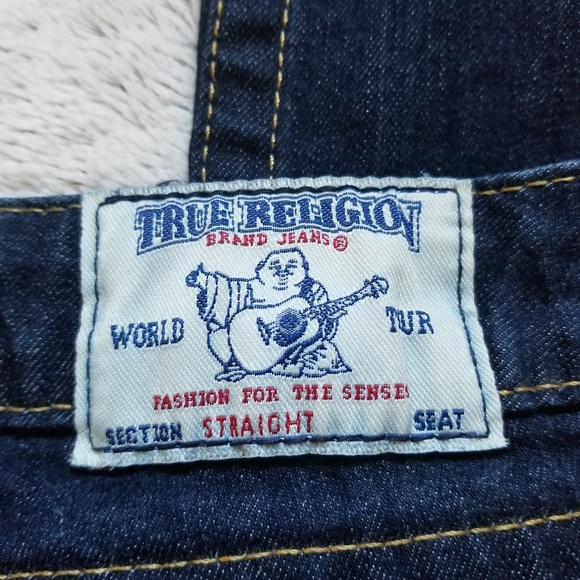 TRUE RELIGION
BRAND JEANS®
WORLD TUR
FASHION FOR THE SENSES
SECTION STRAIGHT SEAT